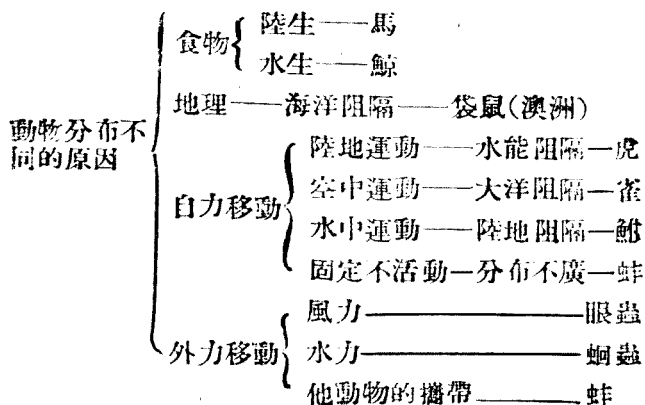 食物
陸生——馬
水生——鯨
地理——海洋阻隔——袋鼠(澳洲)
動物分布不
同的原因
自力移動
陸地運動——水能阻隔—虎
空中運動——大洋阻隔—雀
水中運動——陸地阻隔—
固定不活動—分布不廣—蚌
外力移動
風力——眼蟲
水力——蛔蟲
他動物的攜帶——蚌